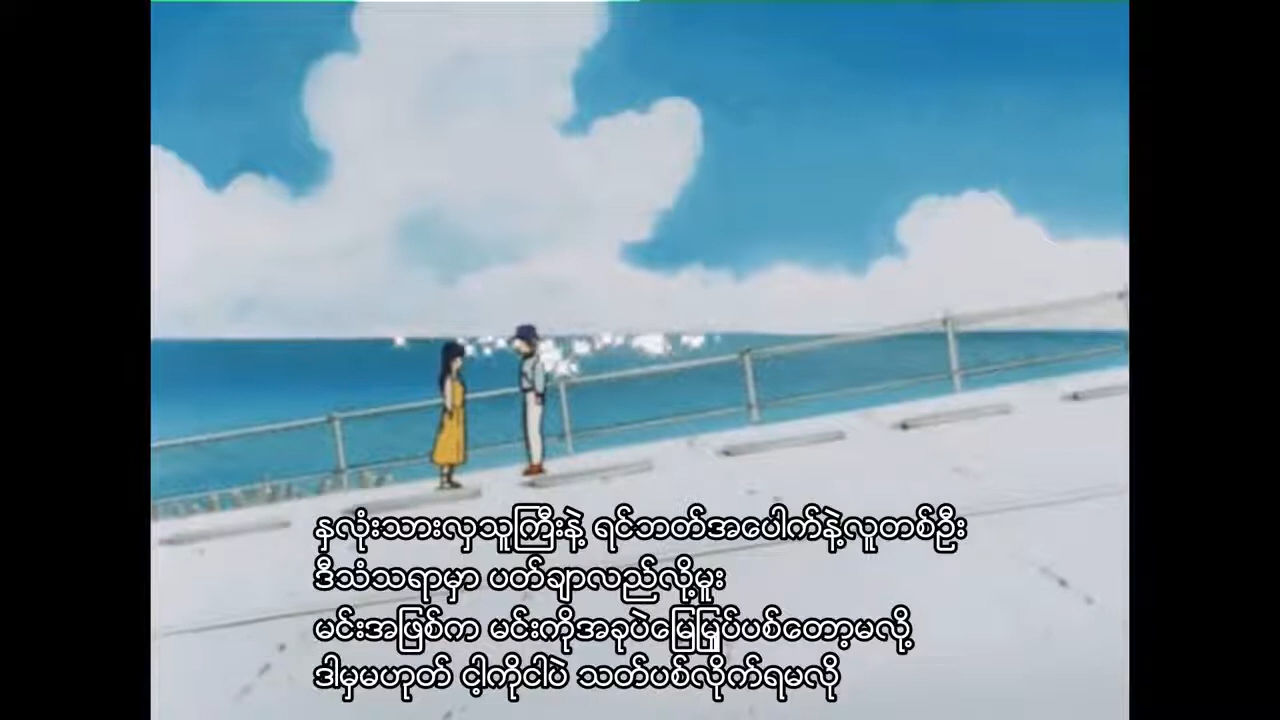 နှလုံးသားလှသူကြီးနဲ့ ရင်ဘတ်အပေါက်နဲ့လူတစ်ဦး
ဒီသံသရာမှာ ပတ်ချာလည်လို့မူး
မင်းအဖြစ်က မင်းကိုအခုပဲမြေမြှုပ်ပစ်တော့မလို့
ဒါမှမဟုတ် ငါ့ကိုငါပဲ သတ်ပစ်လိုက်ရမလို